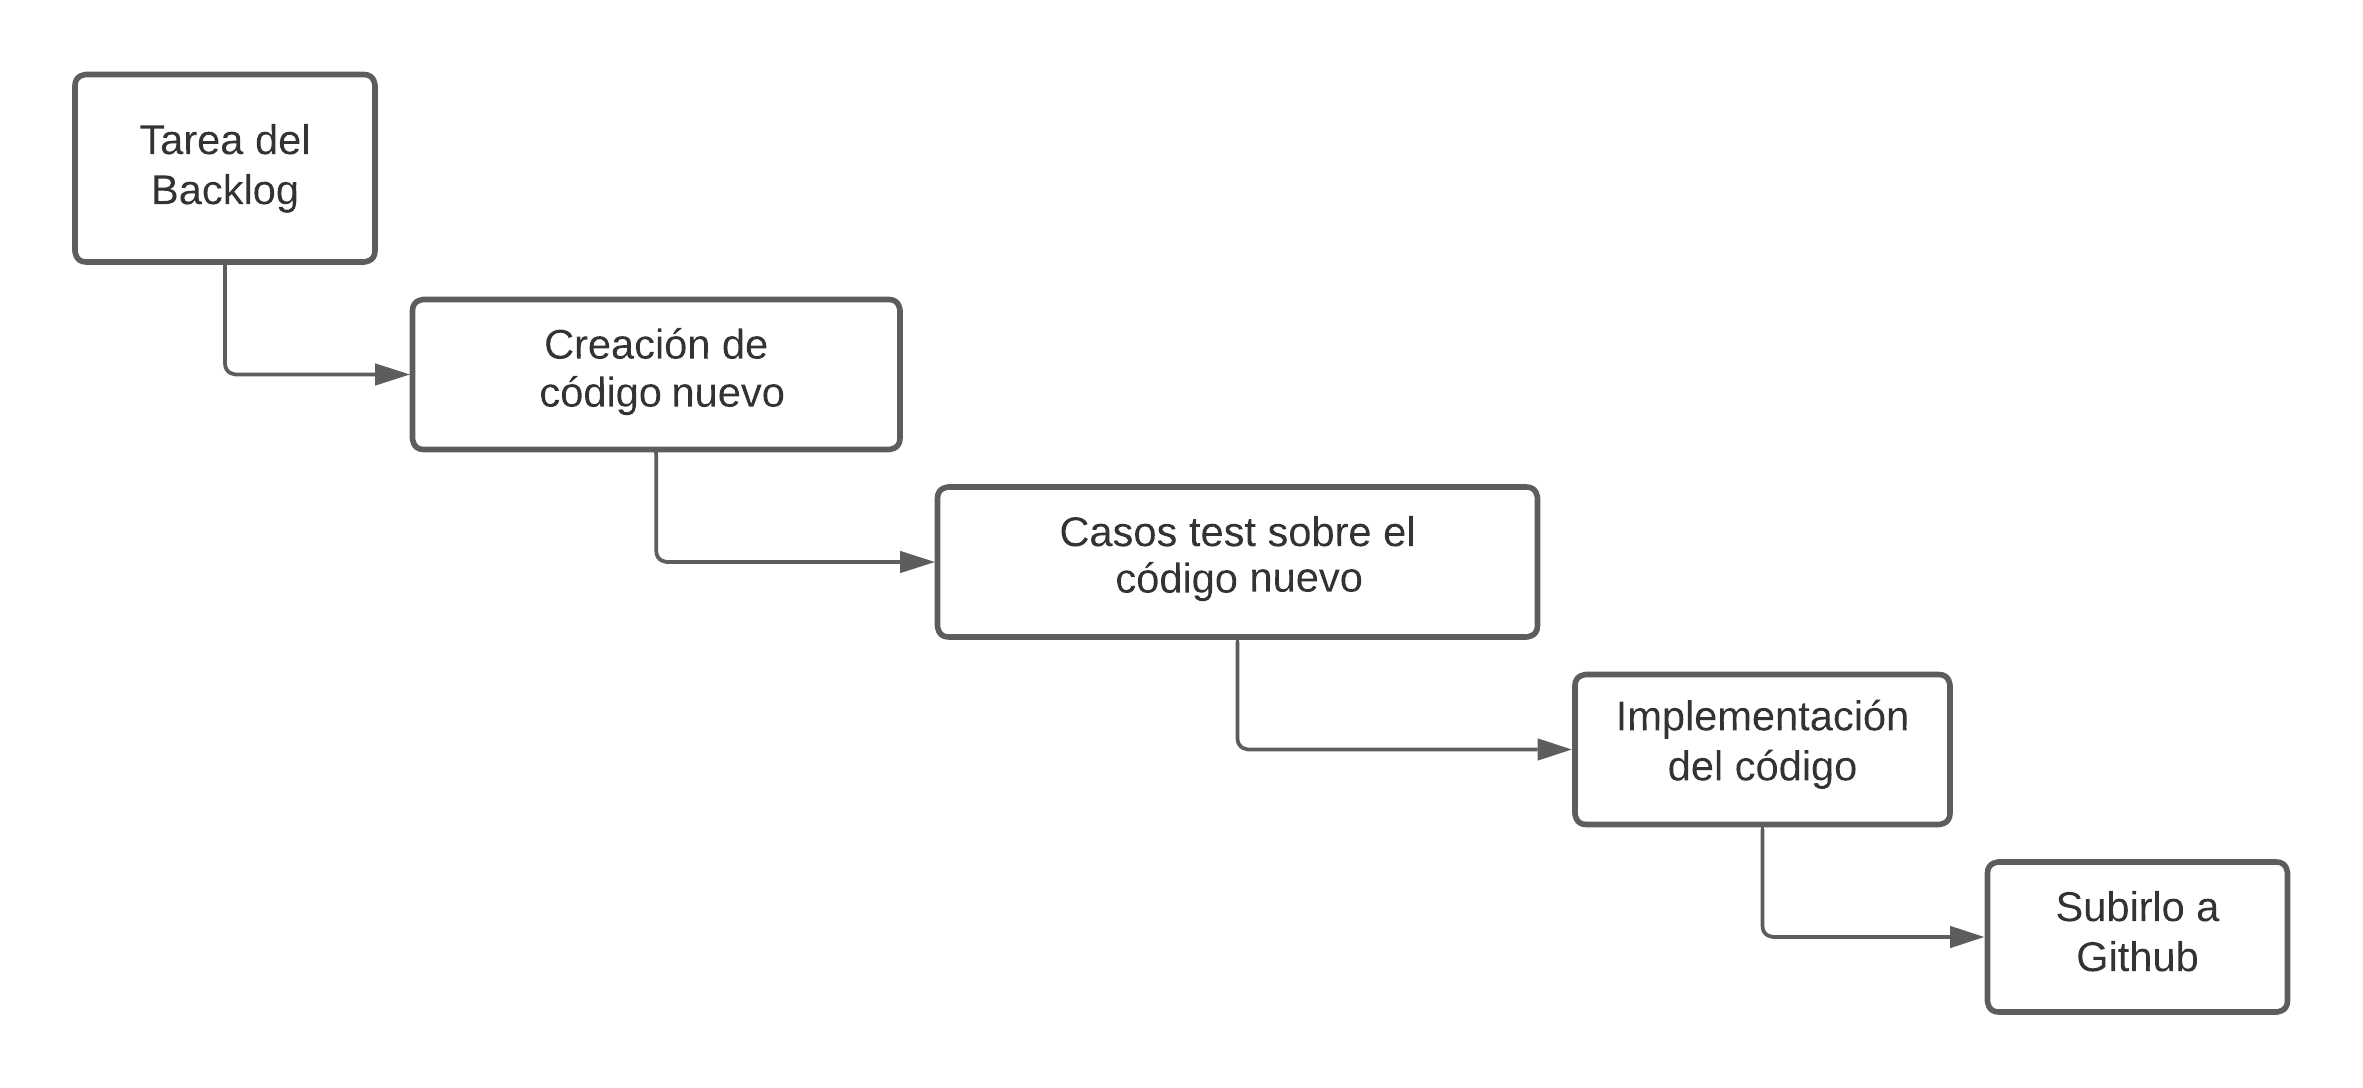 Tarea del
Backlog
Creación de
código nuevo
Casos test sobre el
código nuevo
Implementación
del código
Subirlo a
Github